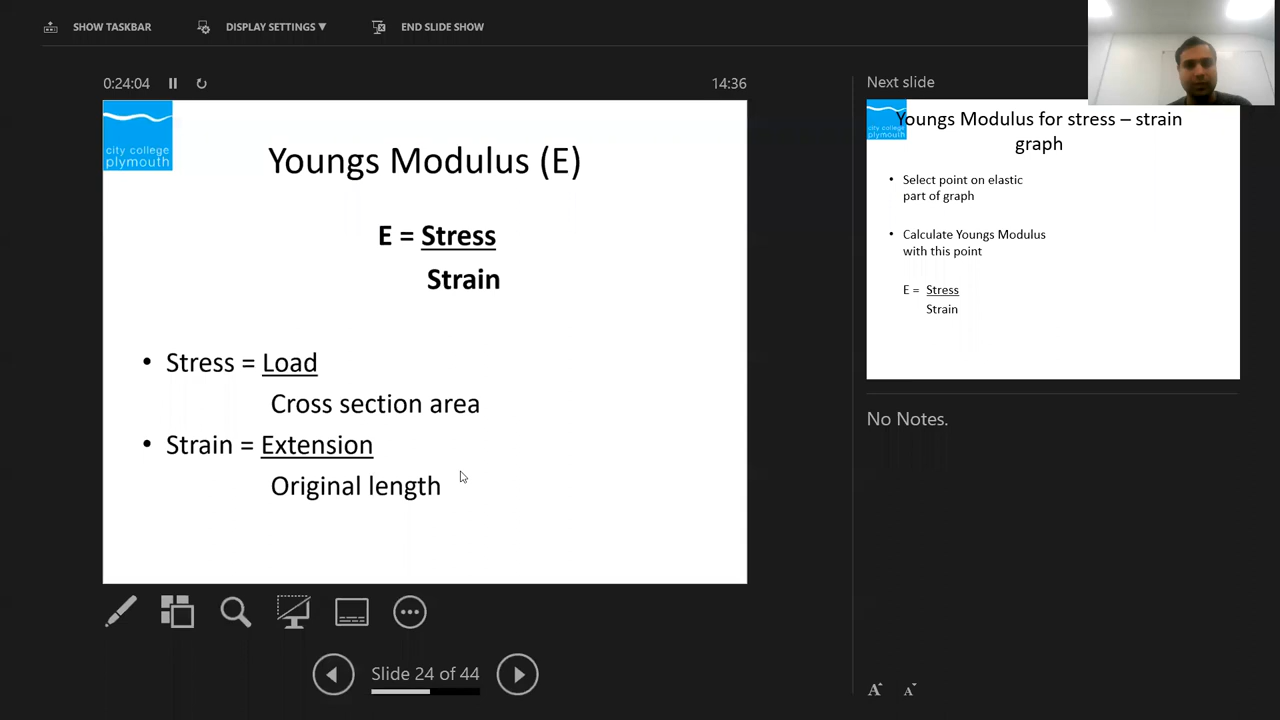 SHOW TASKBAR
DISPLAY SETTINGS ▼
END SLIDE SHOW
0:24:04
14:36
city college
plymouth
Youngs Modulus (E)
E = Stress
Strain
• Stress = Load
Cross section area
• Strain = Extension
Original length
Slide 24 of 44
Next slide
city college
plymouth
Youngs Modulus for stress – strain
graph
• Select point on elastic
part of graph
• Calculate Youngs Modulus
with this point
E = Stress
Strain
No Notes.
A A